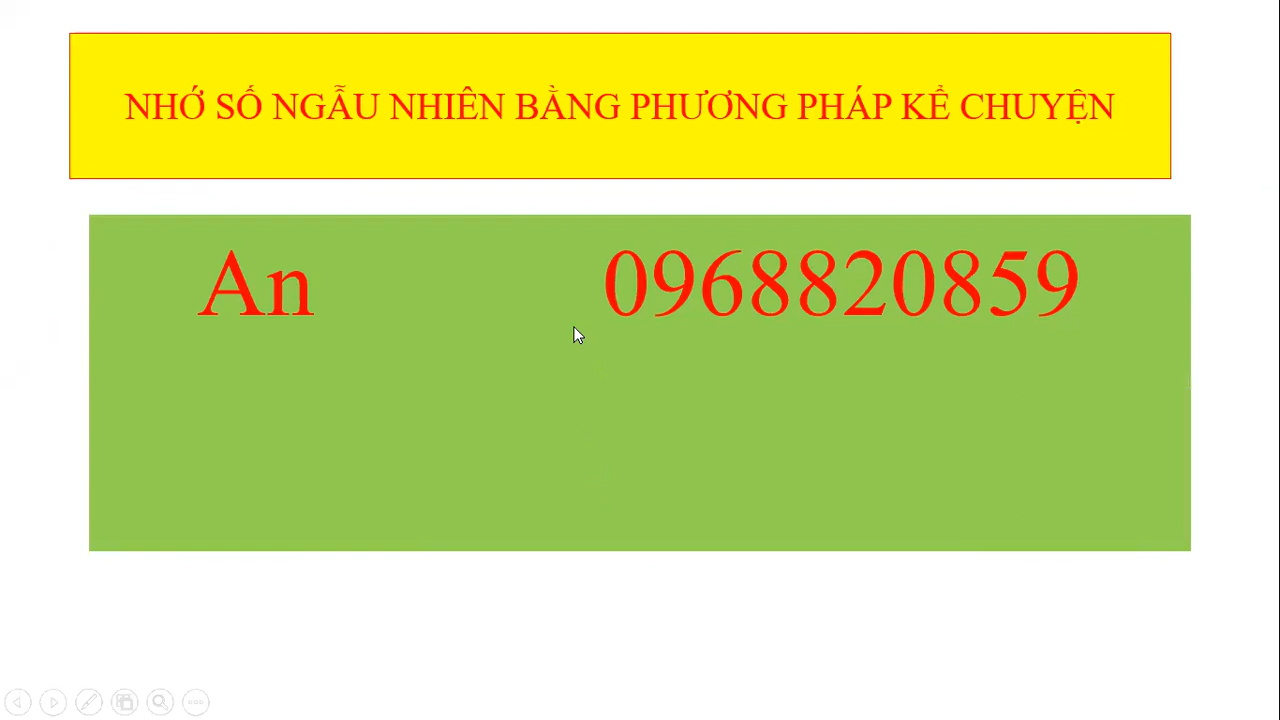 NHỚ SỐ NGẪU NHIÊN BẰNG PHƯƠNG PHÁP KỂ CHUYỆN
An 0968820859